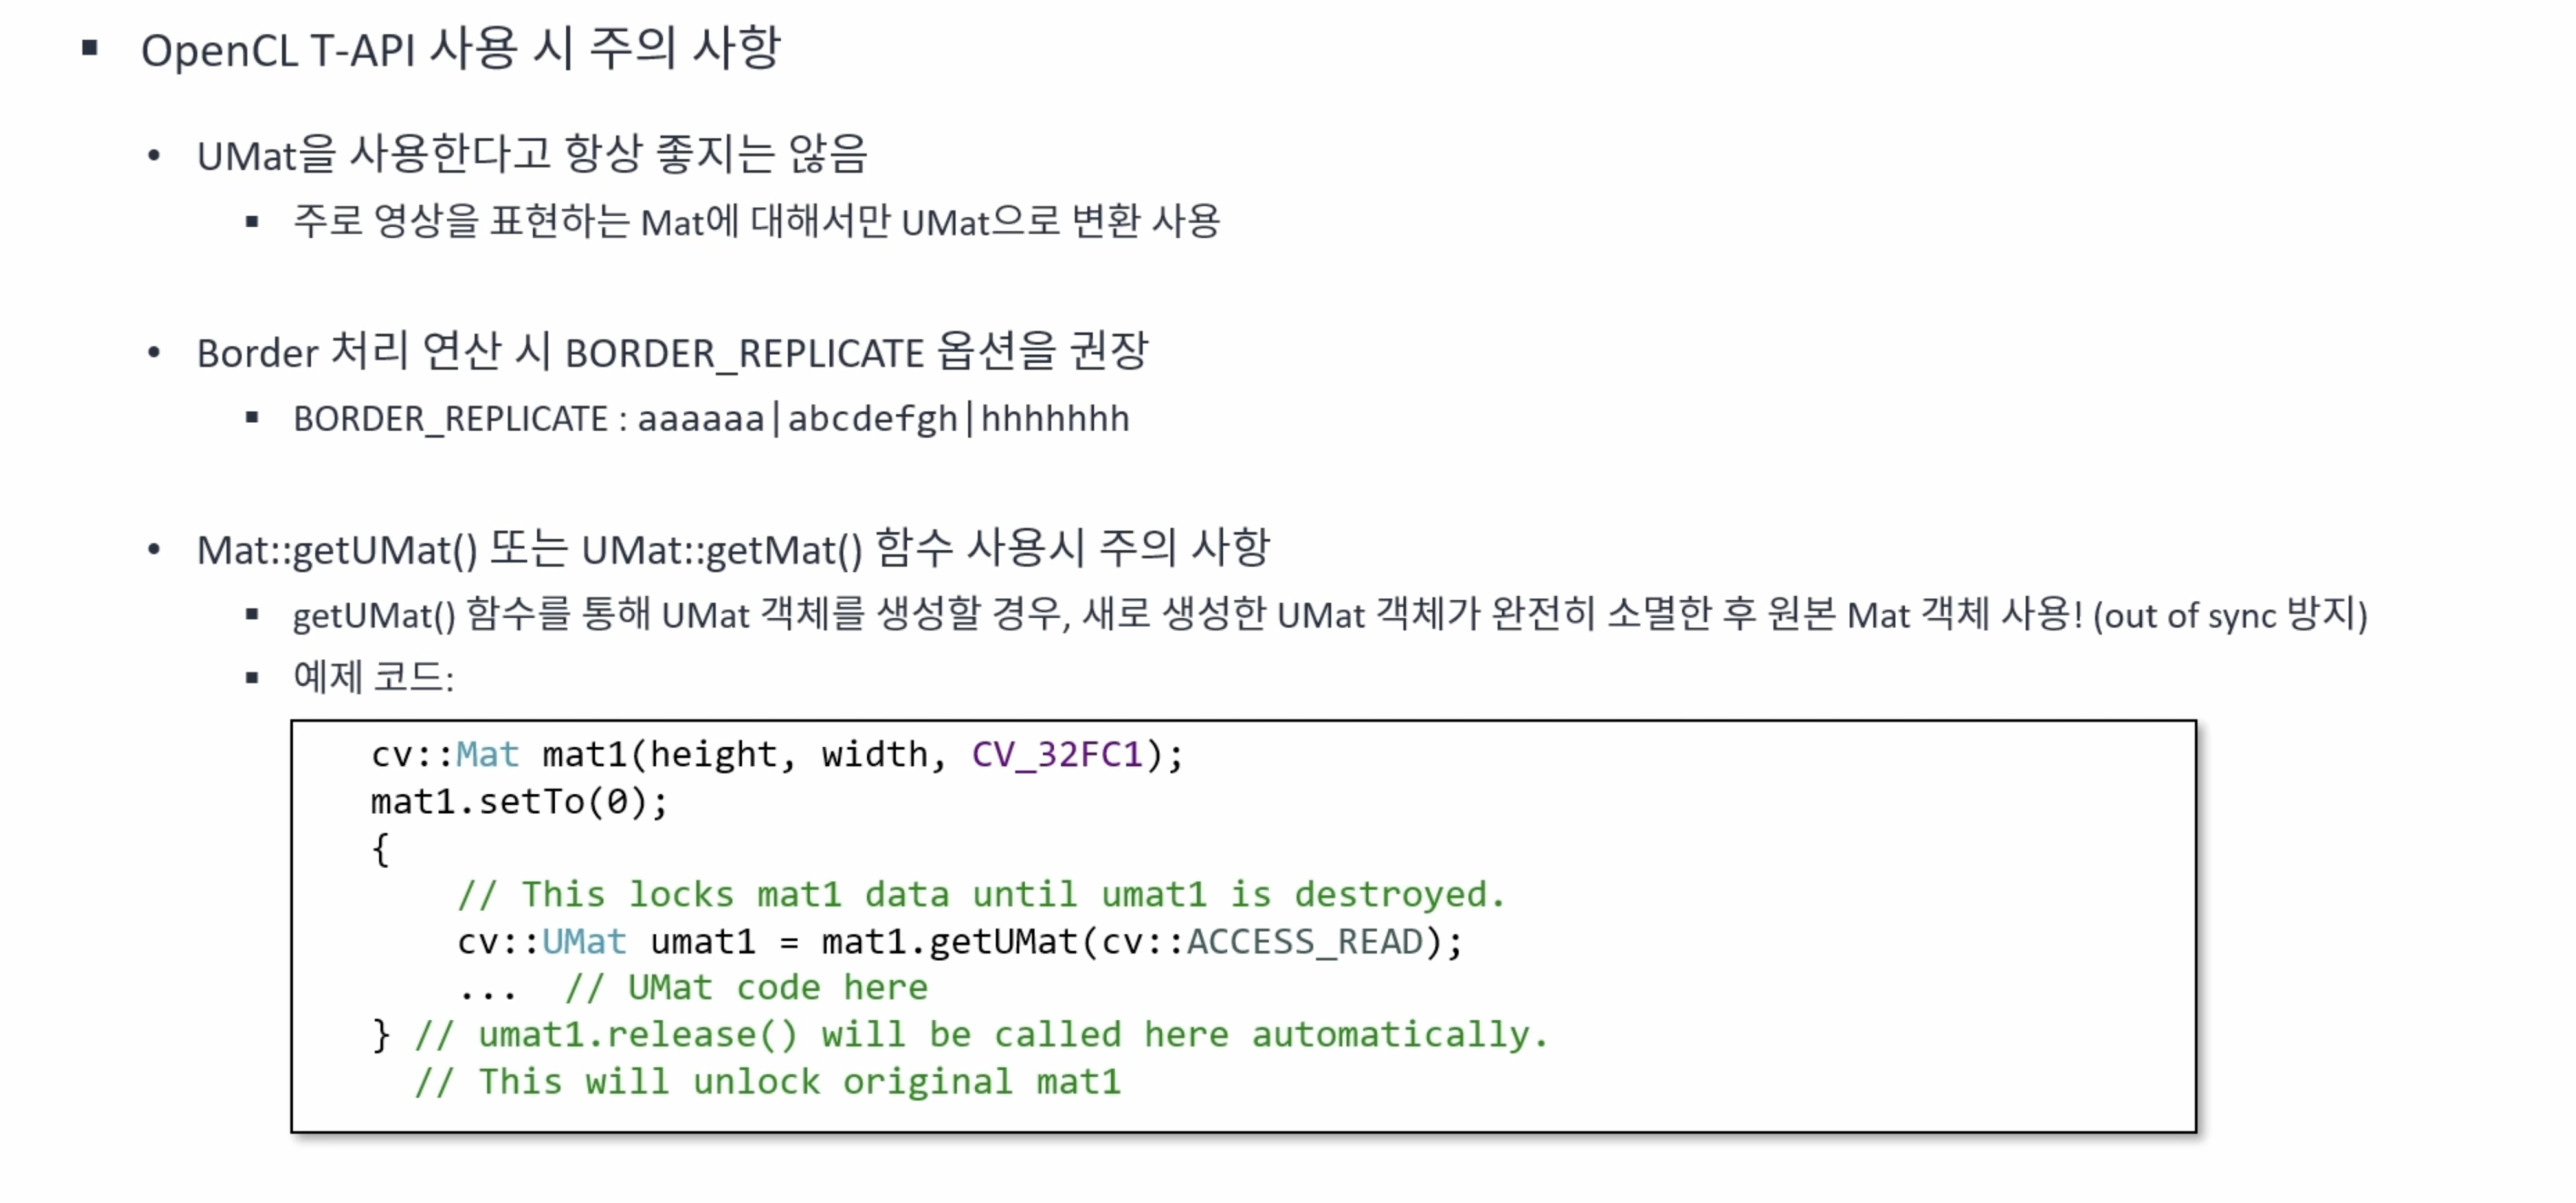 ▪ OpenCL T-API 사용 시 주의 사항
• UMat을 사용한다고 항상 좋지는 않음
▪ 주로 영상을 표현하는 Mat에 대해서만 UMat으로 변환 사용
• Border 처리 연산 시 BORDER_REPLICATE 옵션을 권장
▪ BORDER_REPLICATE : aaaaaa|abcdefgh|hhhhhhh
• Mat::getUMat() 또는 UMat::getMat() 함수 사용시 주의 사항
▪ getUMat() 함수를 통해 UMat 객체를 생성할 경우, 새로 생성한 UMat 객체가 완전히 소멸한 후 원본 Mat 객체 사용! (out of sync 방지)
▪ 예제 코드:
cv::Mat mat1(height, width, CV_32FC1);
mat1.setTo(0);
{
    // This locks mat1 data until umat1 is destroyed.
    cv::UMat umat1 = mat1.getUMat(cv::ACCESS_READ);
    ...  // UMat code here
} // umat1.release() will be called here automatically.
  // This will unlock original mat1